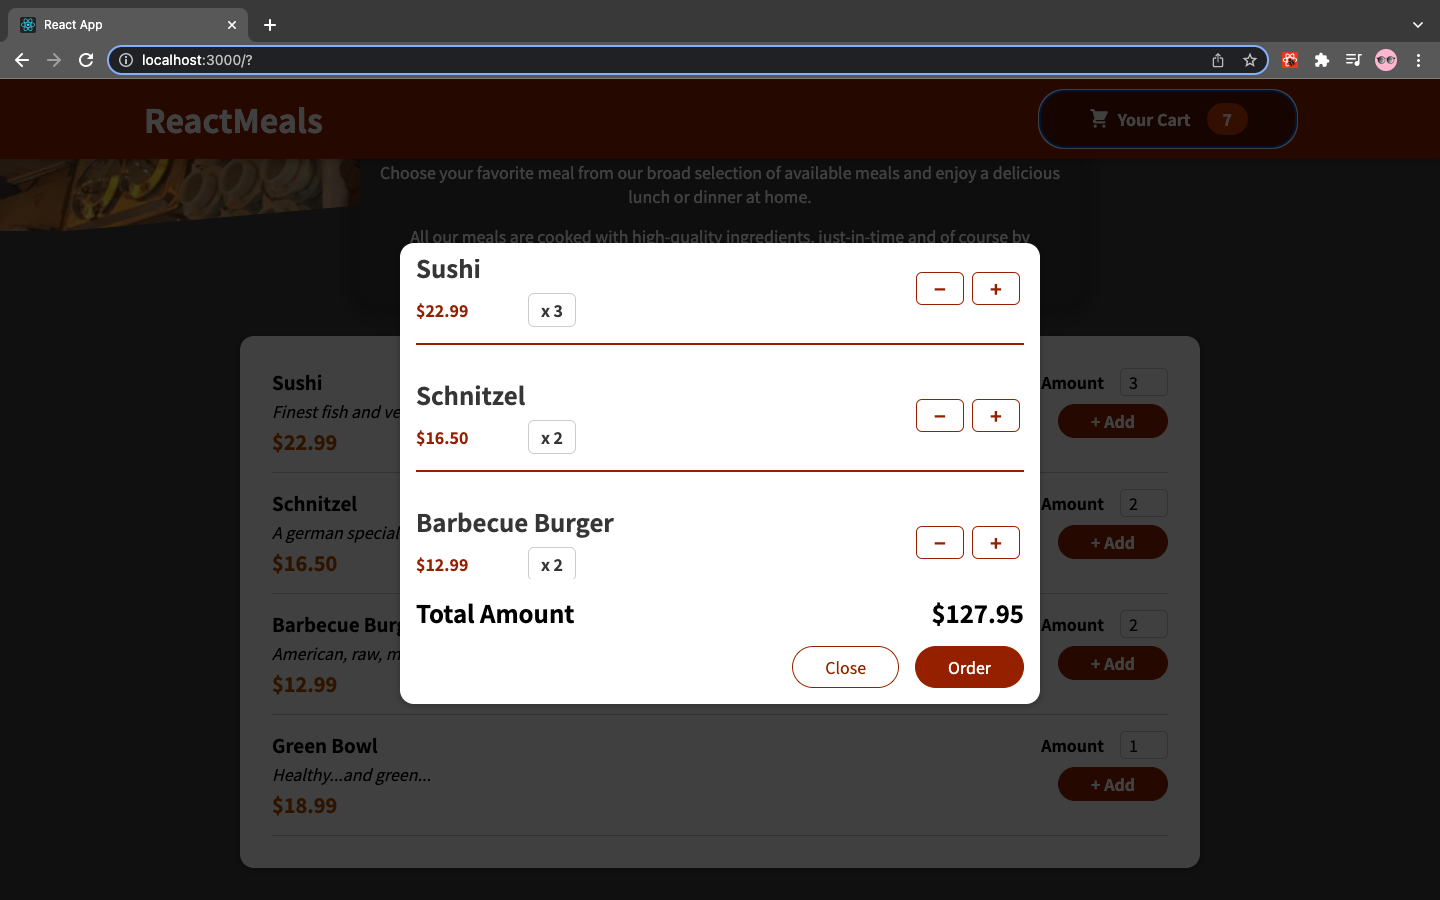 React App
localhost:3000/?
ReactMeals
Your Cart 7
Choose your favorite meal from our broad selection of available meals and enjoy a delicious
lunch or dinner at home.
All our meals are cooked with high-quality ingredients, just-in-time and of course by
Sushi
$22.99 x 3
− +
Schnitzel
$16.50 x 2
− +
Barbecue Burger
$12.99 x 2
− +
Total Amount $127.95
Close Order
Sushi
Finest fish and ve
$22.99
Amount 3
+ Add
Schnitzel
A german special
$16.50
Amount 2
+ Add
Barbecue Burg
American, raw, m
$12.99
Amount 2
+ Add
Green Bowl
Healthy...and green...
$18.99
Amount 1
+ Add